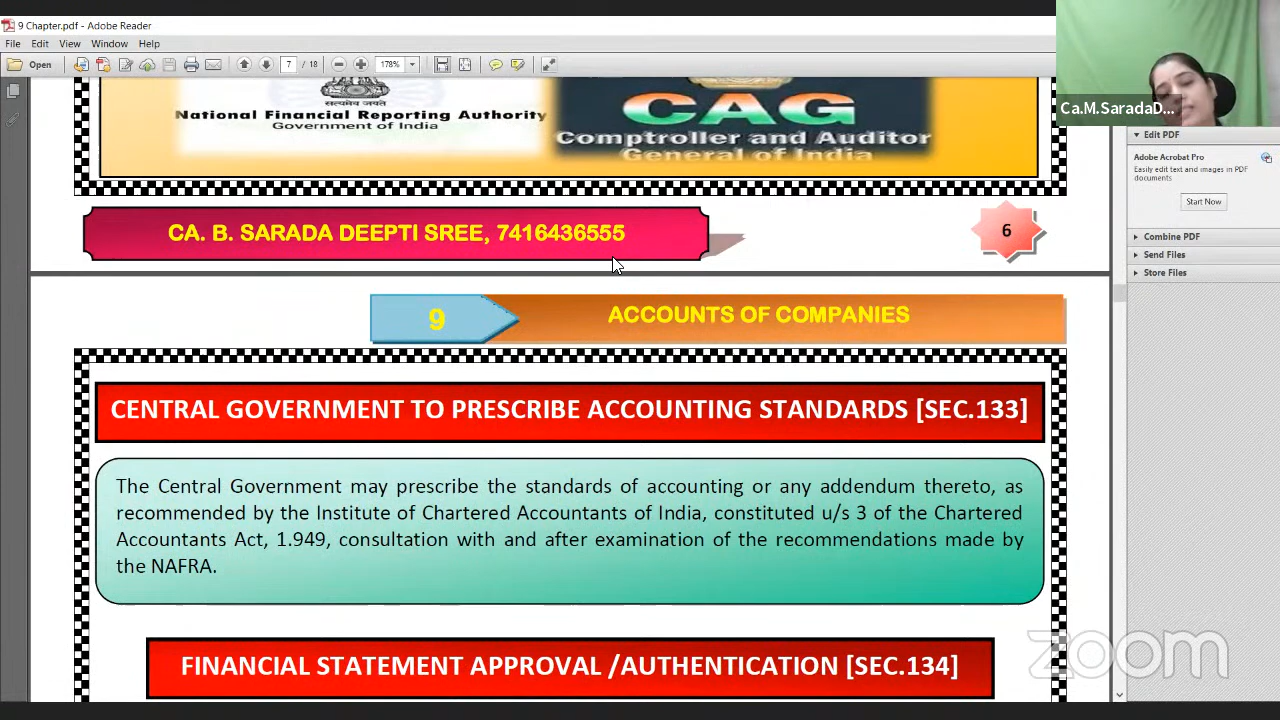 9 Chapter.pdf - Adobe Reader
File Edit View Window Help
Open 7 / 18 178%
सत्यमेव जयते
National Financial Reporting Authority
Government of India
CAG
Comptroller and Auditor
General of India
Ca.M.SaradaD...
Edit PDF
Adobe Acrobat Pro
Easily edit text and images in PDF
documents
Start Now
Combine PDF
Send Files
Store Files
CA. B. SARADA DEEPTI SREE, 7416436555
6
9
ACCOUNTS OF COMPANIES
CENTRAL GOVERNMENT TO PRESCRIBE ACCOUNTING STANDARDS [SEC.133]
The Central Government may prescribe the standards of accounting or any addendum thereto, as
recommended by the Institute of Chartered Accountants of India, constituted u/s 3 of the Chartered
Accountants Act, 1.949, consultation with and after examination of the recommendations made by
the NAFRA.
FINANCIAL STATEMENT APPROVAL /AUTHENTICATION [SEC.134]
zoom